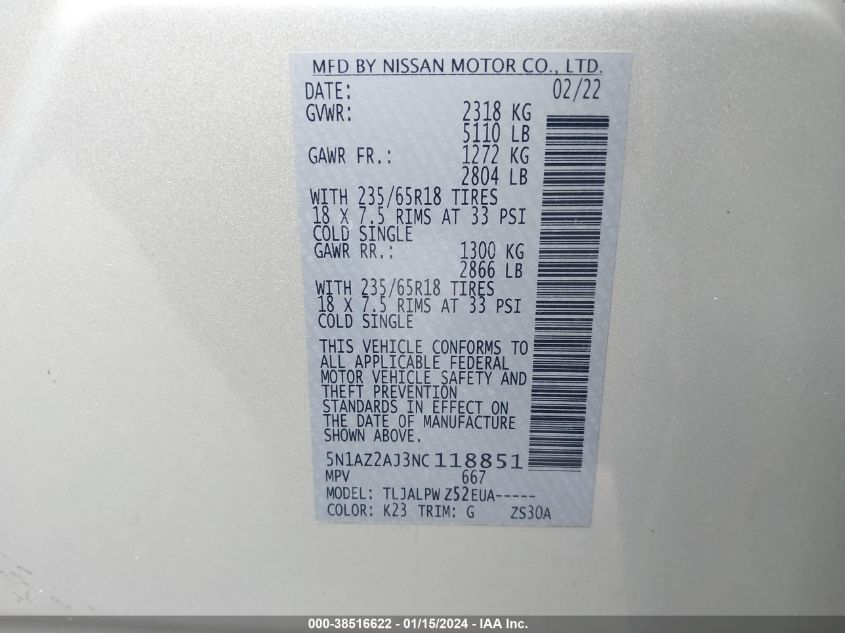 MFD BY NISSAN MOTOR CO., LTD.
DATE: 02/22
GVWR: 2318 KG
5110 LB
GAWR FR.: 1272 KG
2804 LB
WITH 235/65R18 TIRES
18 X 7.5 RIMS AT 33 PSI
COLD SINGLE
GAWR RR.: 1300 KG
2866 LB
WITH 235/65R18 TIRES
18 X 7.5 RIMS AT 33 PSI
COLD SINGLE
THIS VEHICLE CONFORMS TO
ALL APPLICABLE FEDERAL
MOTOR VEHICLE SAFETY AND
THEFT PREVENTION
STANDARDS IN EFFECT ON
THE DATE OF MANUFACTURE
SHOWN ABOVE.
5N1AZ2AJ3NC118851
MPV 667
MODEL: TLJALPW Z52EUA-----
COLOR: K23 TRIM: G ZS30A
000-38516622 - 01/15/2024 - IAA Inc.